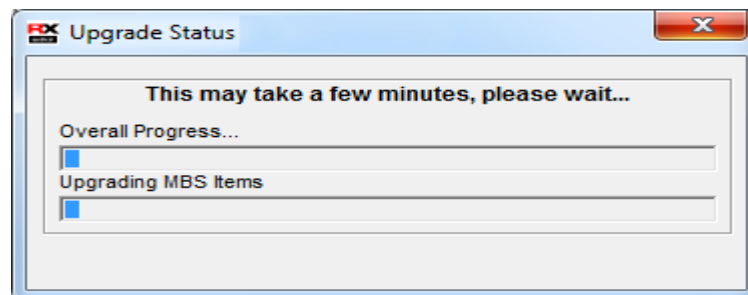 RX
Upgrade Status
This may take a few minutes, please wait...
Overall Progress...
Upgrading MBS Items